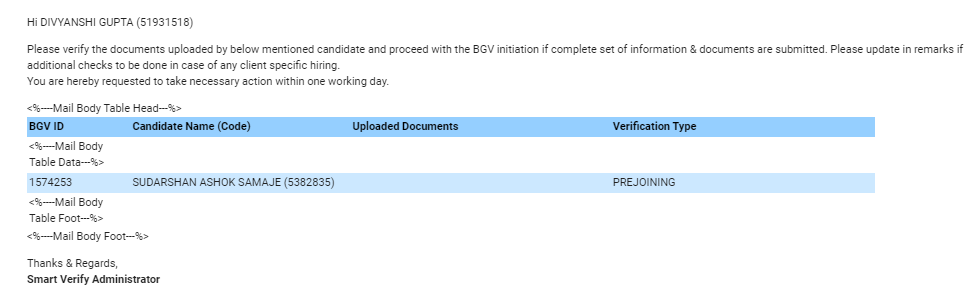 Hi DIVYANSHI GUPTA (51931518)
Please verify the documents uploaded by below mentioned candidate and proceed with the BGV initiation if complete set of information & documents are submitted. Please update in remarks if
additional checks to be done in case of any client specific hiring.
You are hereby requested to take necessary action within one working day.
<%----Mail Body Table Head---%>
BGV ID Candidate Name (Code) Uploaded Documents Verification Type
<%----Mail Body
Table Data---%>
1574253 SUDARSHAN ASHOK SAMAJE (5382835) PREJOINING
<%----Mail Body
Table Foot---%>
<%----Mail Body Foot---%>
Thanks & Regards,
Smart Verify Administrator